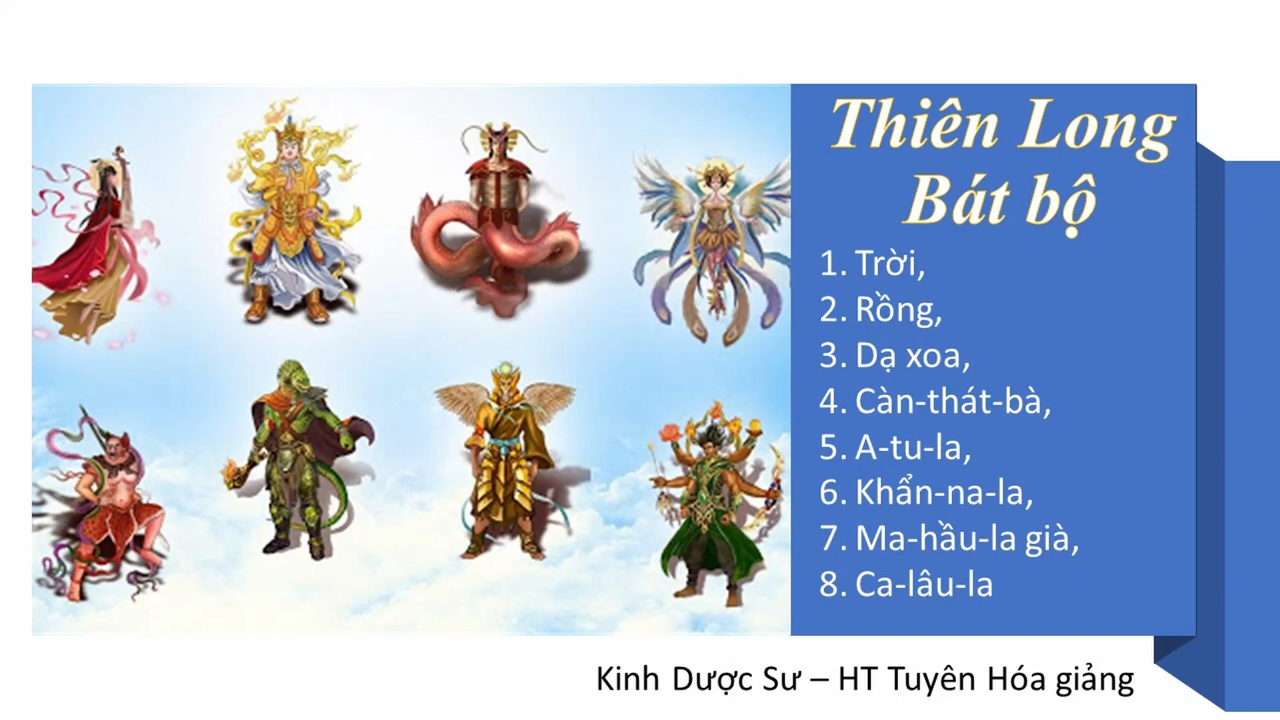 Thiên Long
Bát bộ
1. Trời,
2. Rồng,
3. Dạ xoa,
4. Càn-thát-bà,
5. A-tu-la,
6. Khẩn-na-la,
7. Ma-hầu-la già,
8. Ca-lâu-la
Kinh Dược Sư – HT Tuyên Hóa giảng